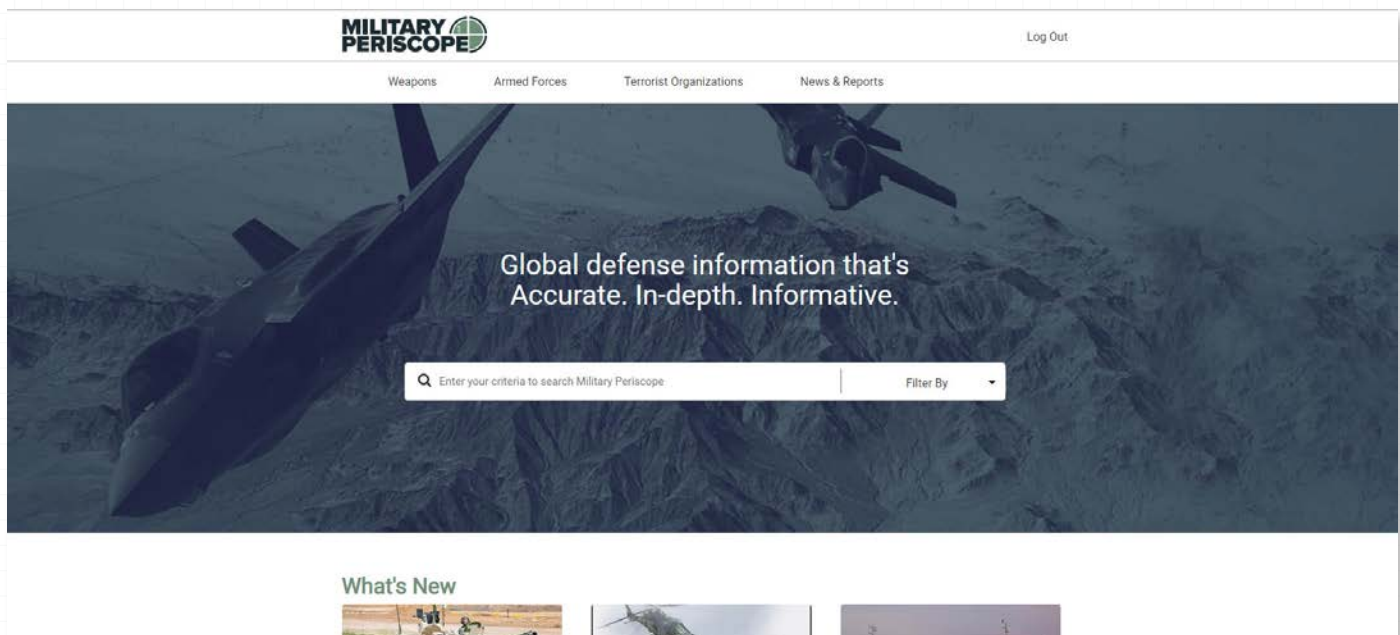 MILITARY
PERISCOPE
Log Out
Weapons Armed Forces Terrorist Organizations News & Reports
Global defense information that's
Accurate. In-depth. Informative.
Enter your criteria to search Military Periscope Filter By
What's New